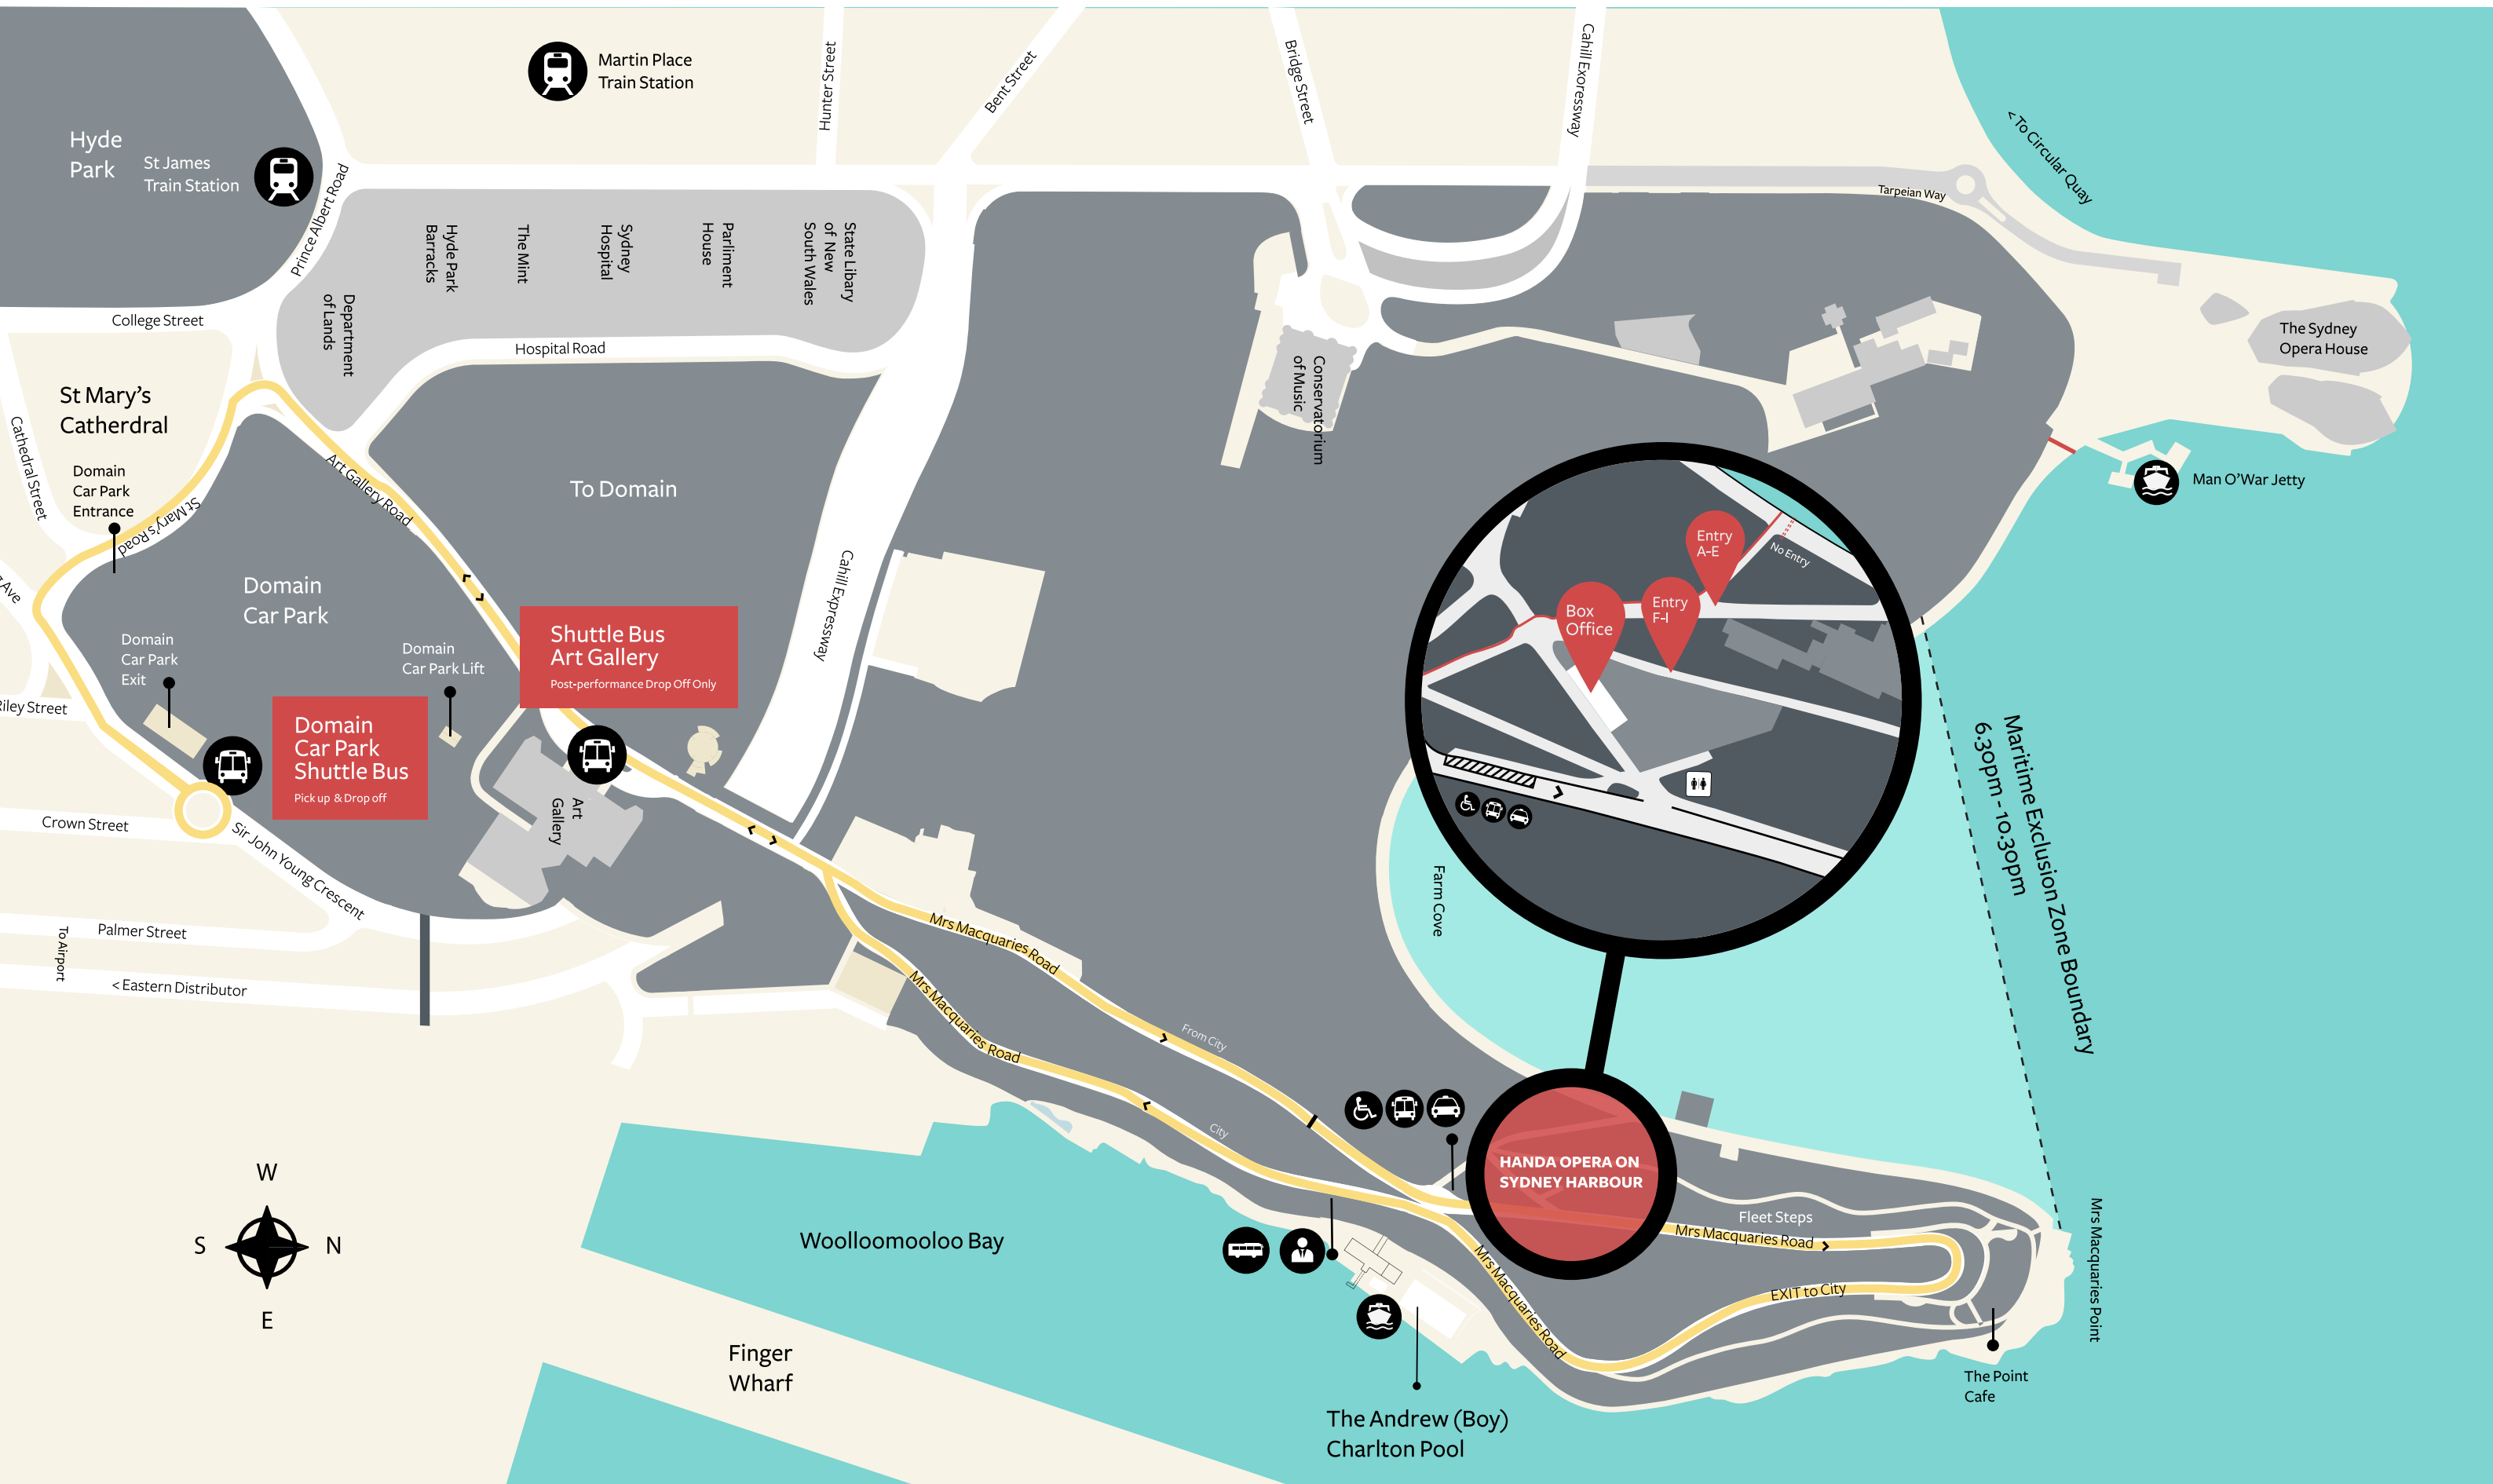 Hyde
Park
St James
Train Station
Martin Place
Train Station
Prince Albert Road
Hunter Street
Bent Street
Bridge Street
Cahill Exoressway
< To Circular Quay
Tarpeian Way
College Street
Department
of Lands
Hyde Park
Barracks
The Mint
Sydney
Hospital
Parliment
House
State Libary
of New
South Wales
Hospital Road
Conservatorium
of Music
The Sydney
Opera House
Man O'War Jetty
St Mary's
Catherdral
Cathedral Street
Domain
Car Park
Entrance
St Mary's Road
Art Gallery Road
To Domain
Cahill Expressway
Ave
Domain
Car Park
Domain
Car Park
Exit
Domain
Car Park Lift
Shuttle Bus
Art Gallery
Post-performance Drop Off Only
Riley Street
Domain
Car Park
Shuttle Bus
Pick up & Drop off
Crown Street
Sir John Young Crescent
Art
Gallery
Palmer Street
To Airport
< Eastern Distributor
Entry
A-E
No Entry
Entry
F-I
Box
Office
Farm Cove
Maritime Exclusion Zone Boundary
6.30pm - 10.30pm
Mrs Macquaries Road
Mrs Macquaries Road
From City
City
HANDA OPERA ON
SYDNEY HARBOUR
Fleet Steps
Mrs Macquaries Road
EXIT to City
Mrs Macquaries Road
Mrs Macquaries Point
The Point
Cafe
W
S
N
E
Woolloomooloo Bay
Finger
Wharf
The Andrew (Boy)
Charlton Pool